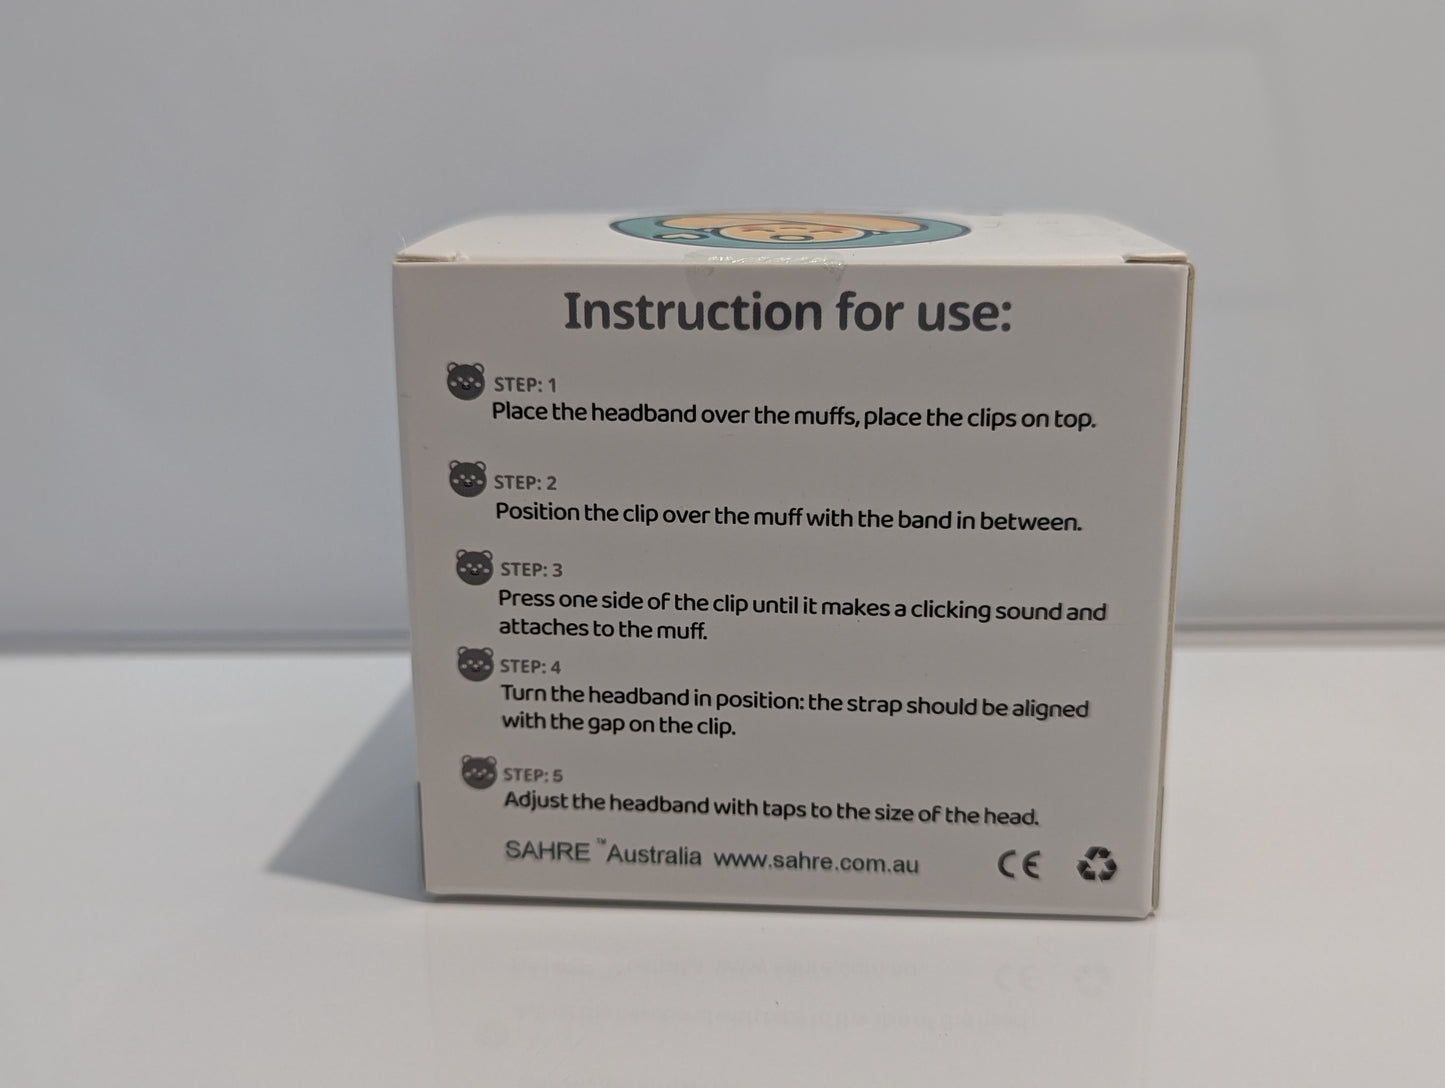 Instruction for use:
STEP: 1
Place the headband over the muffs, place the clips on top.
STEP: 2
Position the clip over the muff with the band in between.
STEP: 3
Press one side of the clip until it makes a clicking sound and
attaches to the muff.
STEP: 4
Turn the headband in position: the strap should be aligned
with the gap on the clip.
STEP: 5
Adjust the headband with taps to the size of the head.
SAHRE ™ Australia www.sahre.com.au CE